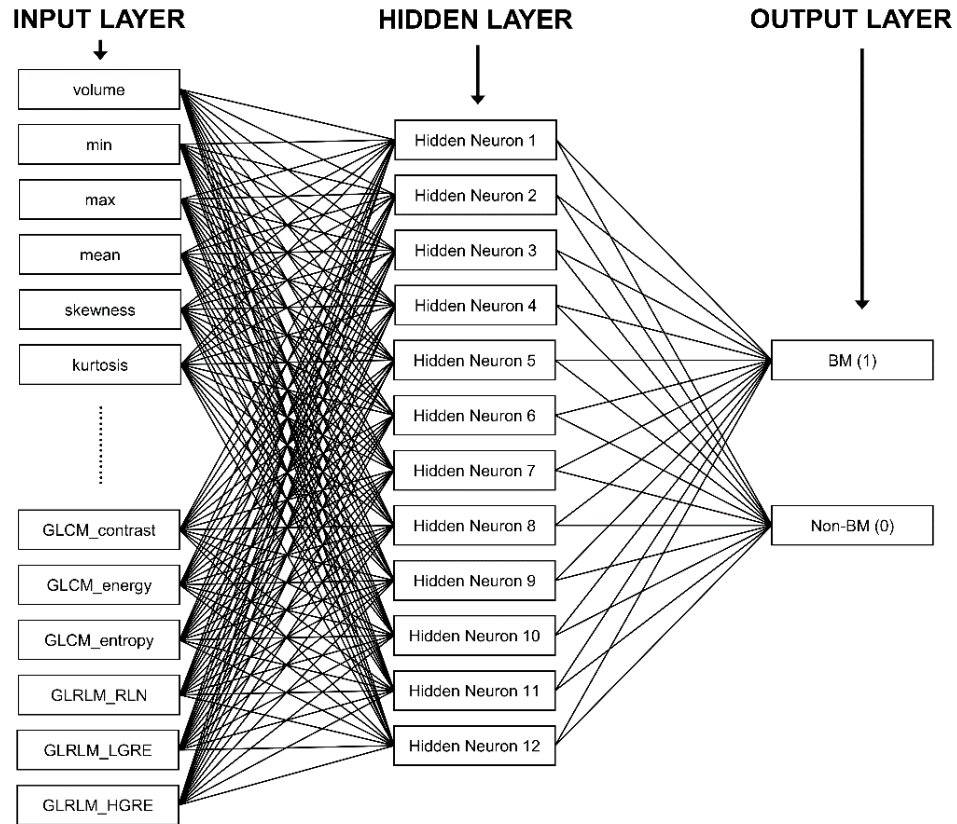 INPUT LAYER
HIDDEN LAYER
OUTPUT LAYER
volume
min
max
mean
skewness
kurtosis
GLCM_contrast
GLCM_energy
GLCM_entropy
GLRLM_RLN
GLRLM_LGRE
GLRLM_HGRE
Hidden Neuron 1
Hidden Neuron 2
Hidden Neuron 3
Hidden Neuron 4
Hidden Neuron 5
Hidden Neuron 6
Hidden Neuron 7
Hidden Neuron 8
Hidden Neuron 9
Hidden Neuron 10
Hidden Neuron 11
Hidden Neuron 12
BM (1)
Non-BM (0)